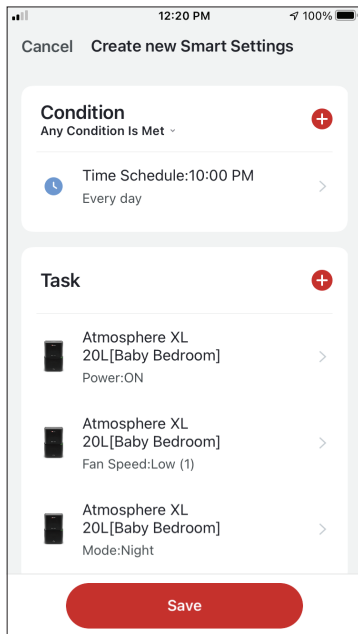 12:20 PM
100%
Cancel
Create new Smart Settings
Condition
Any Condition Is Met
Time Schedule:10:00 PM
Every day
Task
Atmosphere XL
20L[Baby Bedroom]
Power:ON
Atmosphere XL
20L[Baby Bedroom]
Fan Speed:Low (1)
Atmosphere XL
20L[Baby Bedroom]
Mode:Night
Save